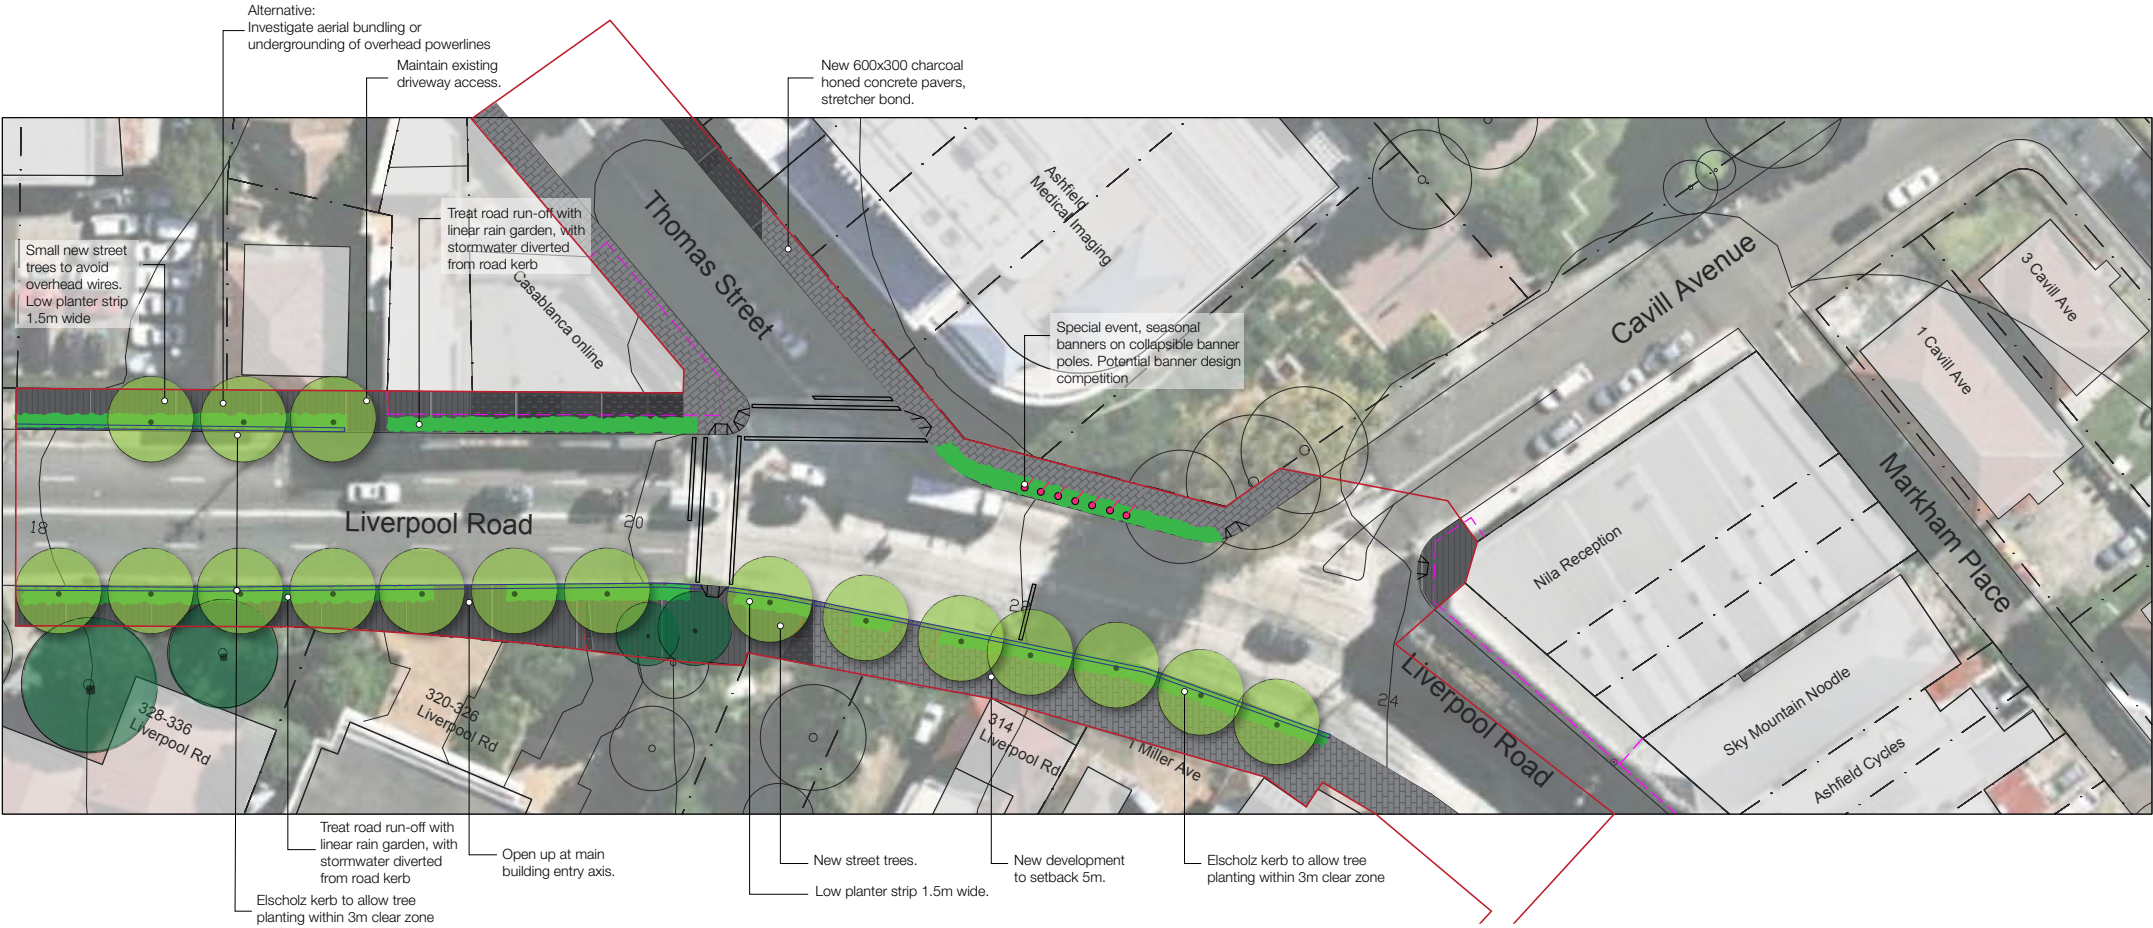 Alternative:
Investigate aerial bundling or
undergrounding of overhead powerlines
Maintain existing
driveway access.
New 600x300 charcoal
honed concrete pavers,
stretcher bond.
Treat road run-off with
linear rain garden, with
stormwater diverted
from road kerb
Small new street
trees to avoid
overhead wires.
Low planter strip
1.5m wide
Casablanca online
Thomas Street
Ashfield
Medical Imaging
Special event, seasonal
banners on collapsible banner
poles. Potential banner design
competition
Cavill Avenue
3 Cavill Ave
1 Cavill Ave
Markham Place
Liverpool Road
18
20
22
24
Nila Reception
Sky Mountain Noodle
Ashfield Cycles
Liverpool Road
328-336
Liverpool Rd
320-326
Liverpool Rd
314
Liverpool Rd
1 Miller Ave
Treat road run-off with
linear rain garden, with
stormwater diverted
from road kerb
Elscholz kerb to allow tree
planting within 3m clear zone
Open up at main
building entry axis.
New street trees.
Low planter strip 1.5m wide.
New development
to setback 5m.
Elscholz kerb to allow tree
planting within 3m clear zone